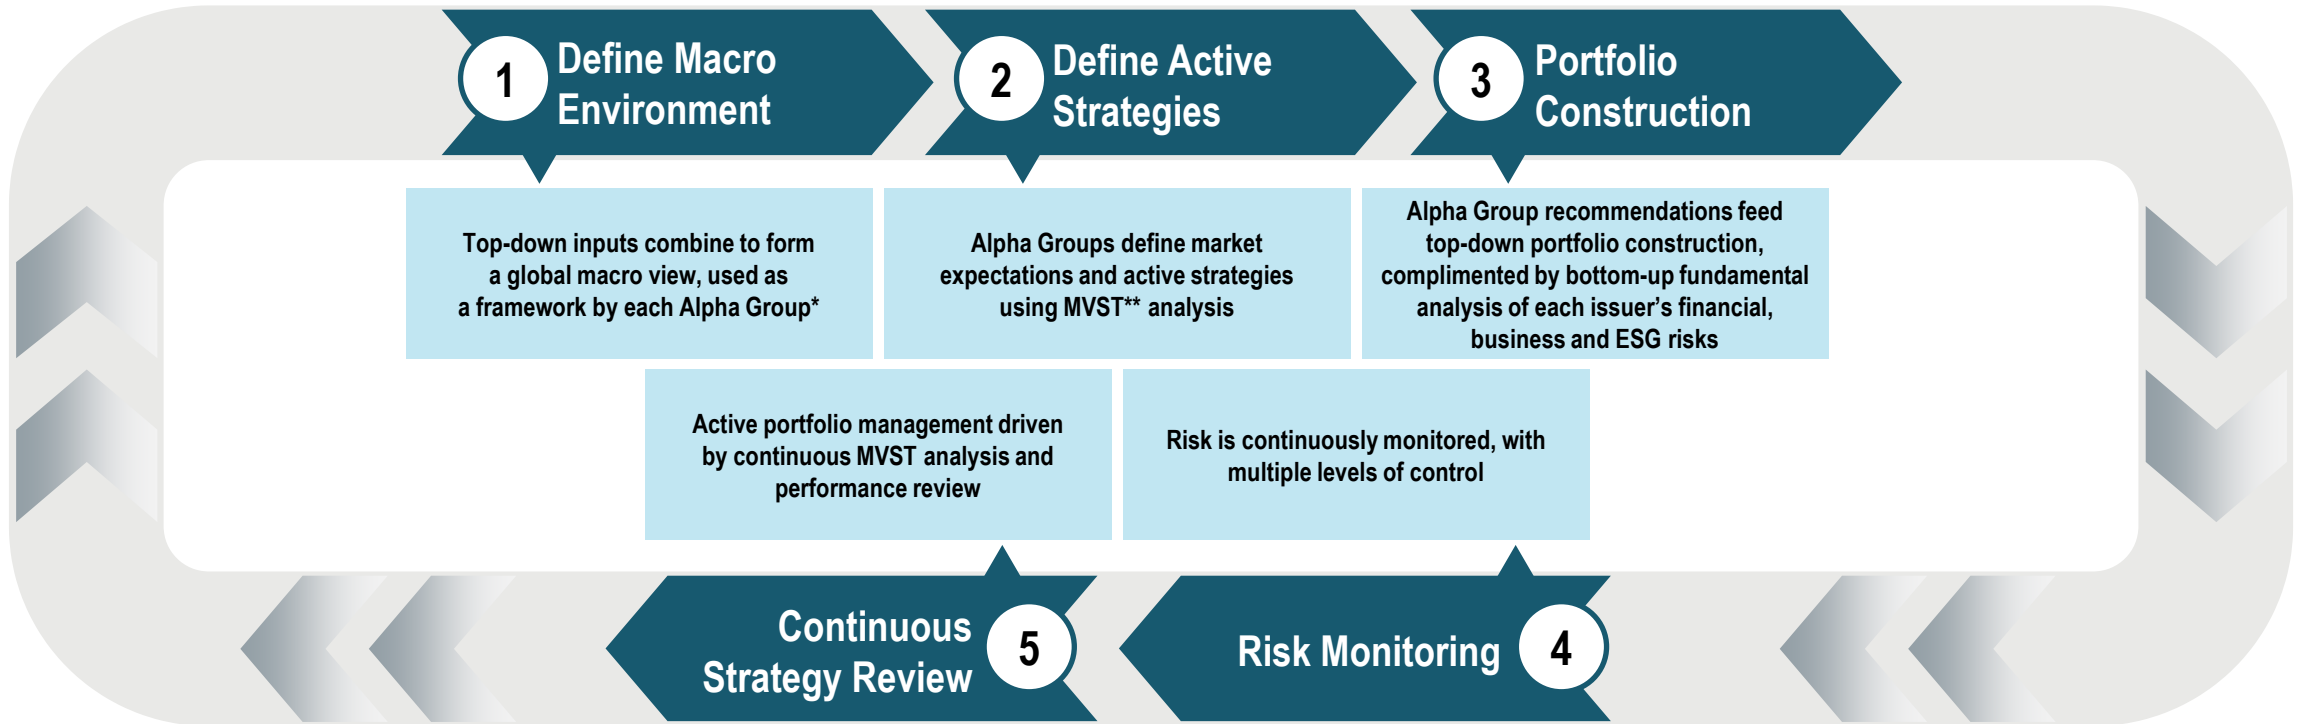 1
Define Macro
Environment
2
Define Active
Strategies
3
Portfolio
Construction
Top-down inputs combine to form
a global macro view, used as
a framework by each Alpha Group*
Alpha Groups define market
expectations and active strategies
using MVST** analysis
Alpha Group recommendations feed
top-down portfolio construction,
complimented by bottom-up fundamental
analysis of each issuer’s financial,
business and ESG risks
Active portfolio management driven
by continuous MVST analysis and
performance review
Risk is continuously monitored, with
multiple levels of control
Continuous
Strategy Review
5
Risk Monitoring
4